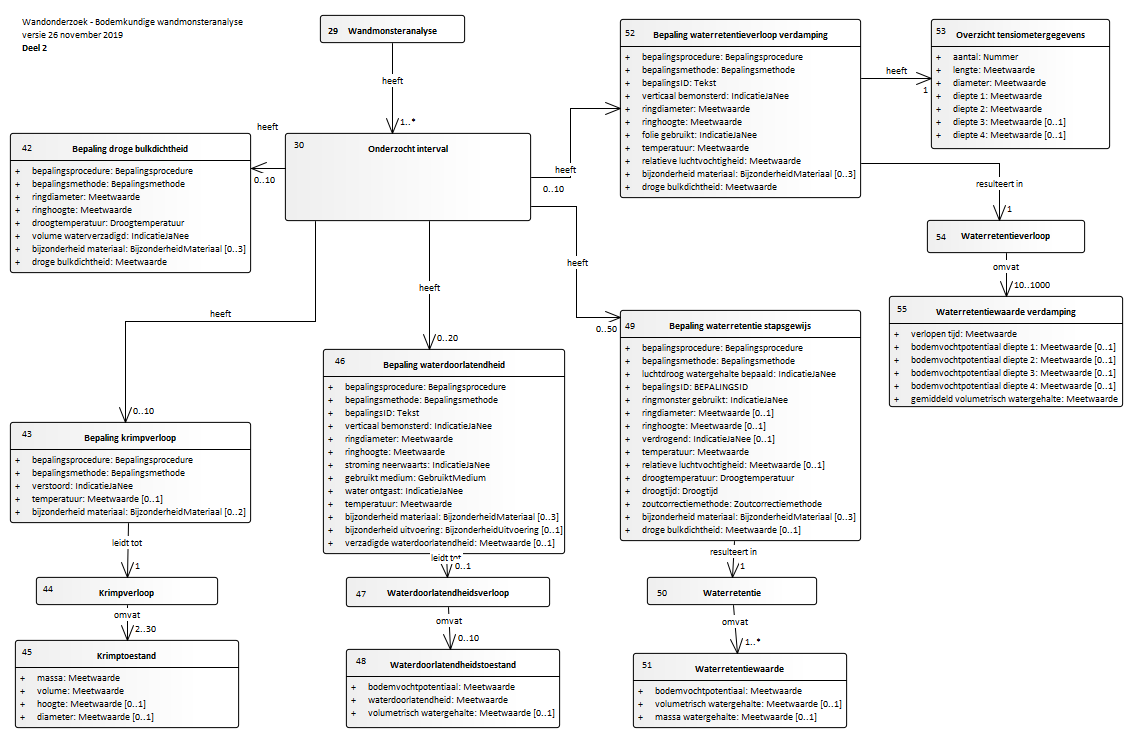 Wandonderzoek - Bodemkundige wandmonsteranalyse
versie 26 november 2019
Deel 2
29 Wandmonsteranalyse
heeft
1..*
30 Onderzocht interval
heeft
0..10
42 Bepaling droge bulkdichtheid
+ bepalingsprocedure: Bepalingsprocedure
+ bepalingsmethode: Bepalingsmethode
+ ringdiameter: Meetwaarde
+ ringhoogte: Meetwaarde
+ droogtemperatuur: Droogtemperatuur
+ volume waterverzadigd: IndicatieJaNee
+ bijzonderheid materiaal: BijzonderheidMateriaal [0..3]
+ droge bulkdichtheid: Meetwaarde
heeft
0..10
43 Bepaling krimpverloop
+ bepalingsprocedure: Bepalingsprocedure
+ bepalingsmethode: Bepalingsmethode
+ verstoord: IndicatieJaNee
+ temperatuur: Meetwaarde [0..1]
+ bijzonderheid materiaal: BijzonderheidMateriaal [0..2]
leidt tot
1
44 Krimpverloop
omvat
2..30
45 Krimptoestand
+ massa: Meetwaarde
+ volume: Meetwaarde
+ hoogte: Meetwaarde [0..1]
+ diameter: Meetwaarde [0..1]
heeft
0..20
46 Bepaling waterdoorlatendheid
+ bepalingsprocedure: Bepalingsprocedure
+ bepalingsmethode: Bepalingsmethode
+ bepalingsID: Tekst
+ verticaal bemonsterd: IndicatieJaNee
+ ringdiameter: Meetwaarde
+ ringhoogte: Meetwaarde
+ stroming neerwaarts: IndicatieJaNee
+ gebruikt medium: GebruiktMedium
+ water ontgast: IndicatieJaNee
+ temperatuur: Meetwaarde
+ bijzonderheid materiaal: BijzonderheidMateriaal [0..3]
+ bijzonderheid uitvoering: BijzonderheidUitvoering [0..1]
+ verzadigde waterdoorlatendheid: Meetwaarde [0..1]
leidt tot
0..1
47 Waterdoorlatendheidsverloop
omvat
0..10
48 Waterdoorlatendheidstoestand
+ bodemvochtpotentiaal: Meetwaarde
+ waterdoorlatendheid: Meetwaarde
+ volumetrisch watergehalte: Meetwaarde [0..1]
heeft
0..10
52 Bepaling waterretentieverloop verdamping
+ bepalingsprocedure: Bepalingsprocedure
+ bepalingsmethode: Bepalingsmethode
+ bepalingsID: Tekst
+ verticaal bemonsterd: IndicatieJaNee
+ ringdiameter: Meetwaarde
+ ringhoogte: Meetwaarde
+ folie gebruikt: IndicatieJaNee
+ temperatuur: Meetwaarde
+ relatieve luchtvochtigheid: Meetwaarde
+ bijzonderheid materiaal: BijzonderheidMateriaal [0..3]
+ droge bulkdichtheid: Meetwaarde
heeft
1
53 Overzicht tensiometergegevens
+ aantal: Nummer
+ lengte: Meetwaarde
+ diameter: Meetwaarde
+ diepte 1: Meetwaarde
+ diepte 2: Meetwaarde
+ diepte 3: Meetwaarde [0..1]
+ diepte 4: Meetwaarde [0..1]
resulteert in
1
54 Waterretentieverloop
omvat
10..1000
55 Waterretentiewaarde verdamping
+ verlopen tijd: Meetwaarde
+ bodemvochtpotentiaal diepte 1: Meetwaarde [0..1]
+ bodemvochtpotentiaal diepte 2: Meetwaarde [0..1]
+ bodemvochtpotentiaal diepte 3: Meetwaarde [0..1]
+ bodemvochtpotentiaal diepte 4: Meetwaarde [0..1]
+ gemiddeld volumetrisch watergehalte: Meetwaarde
heeft
0..50
49 Bepaling waterretentie stapsgewijs
+ bepalingsprocedure: Bepalingsprocedure
+ bepalingsmethode: Bepalingsmethode
+ luchtdroog watergehalte bepaald: IndicatieJaNee
+ bepalingsID: BEPALINGSID
+ ringmonster gebruikt: IndicatieJaNee
+ ringdiameter: Meetwaarde [0..1]
+ ringhoogte: Meetwaarde [0..1]
+ verdrogend: IndicatieJaNee [0..1]
+ temperatuur: Meetwaarde
+ relatieve luchtvochtigheid: Meetwaarde [0..1]
+ droogtemperatuur: Droogtemperatuur
+ droogtijd: Droogtijd
+ zoutcorrectiemethode: Zoutcorrectiemethode
+ bijzonderheid materiaal: BijzonderheidMateriaal [0..3]
+ droge bulkdichtheid: Meetwaarde [0..1]
resulteert in
1
50 Waterretentie
omvat
1..*
51 Waterretentiewaarde
+ bodemvochtpotentiaal: Meetwaarde
+ volumetrisch watergehalte: Meetwaarde [0..1]
+ massa watergehalte: Meetwaarde [0..1]